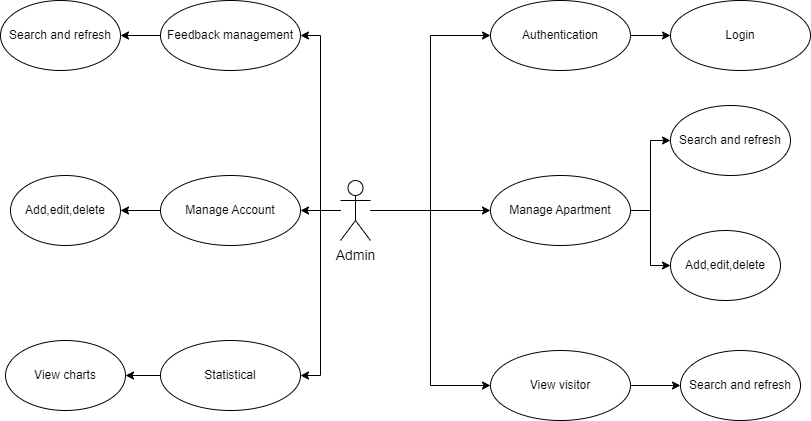 Search and refresh
Feedback management
Authentication
Login
Search and refresh
Add,edit,delete
Manage Account
Manage Apartment
Admin
Add,edit,delete
View charts
Statistical
View visitor
Search and refresh